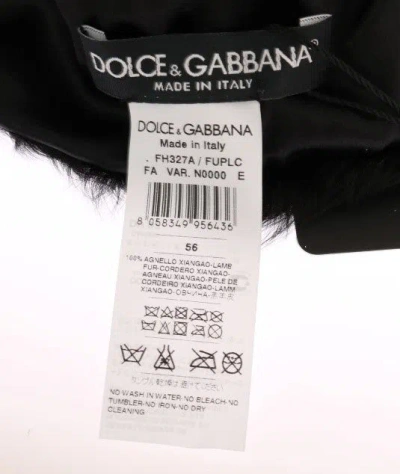 DOLCE & GABBANA
MADE IN ITALY
DOLCE & GABBANA
Made in Italy
. FH327A / FUPLC
FA VAR. N0000 E
8 058349 956436
56
100% AGNELLO XIANGAO-LAMB
FUR-CORDERO XIANGAO-
AGNEAU XIANGAO-PELE DE
CORDEIRO XIANGAO-LAMM
XIANGAO-ОВЧИНА-
NO WASH IN WATER-NO BLEACH-NO
TUMBLER-NO IRON-NO DRY
CLEANING